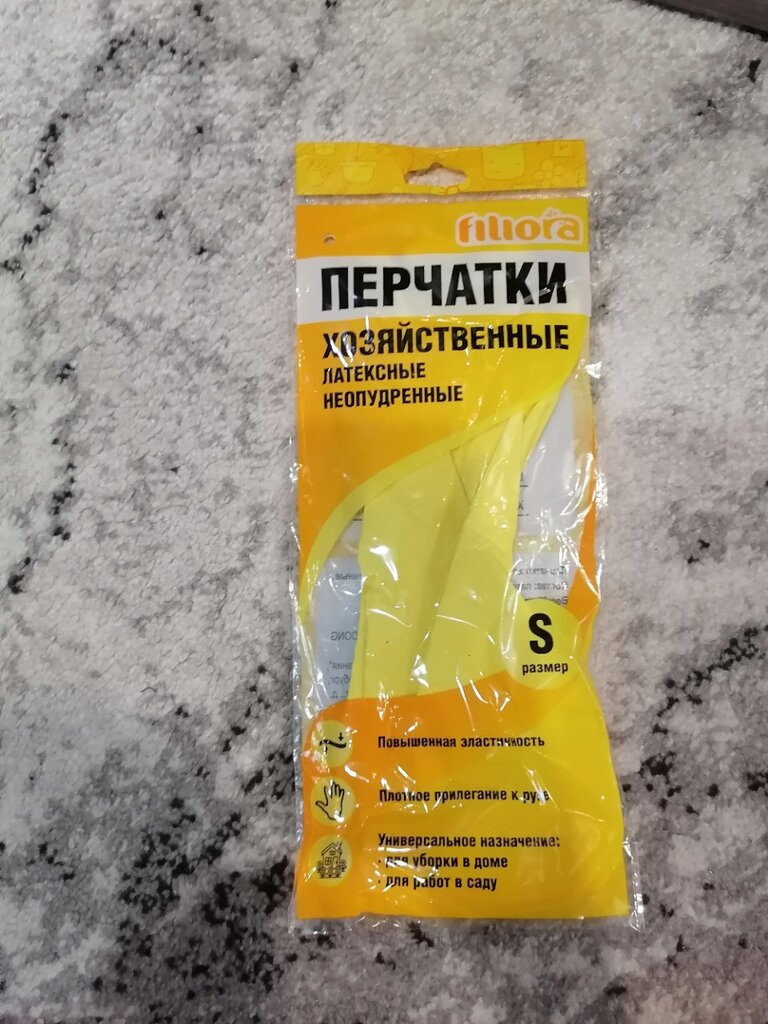 filiora
ПЕРЧАТКИ
ХОЗЯЙСТВЕННЫЕ
ЛАТЕКСНЫЕ
НЕОПУДРЕННЫЕ
S
размер
Повышенная эластичность
Плотное прилегание к руке
Универсальное назначение:
· для уборки в доме
· для работ в саду